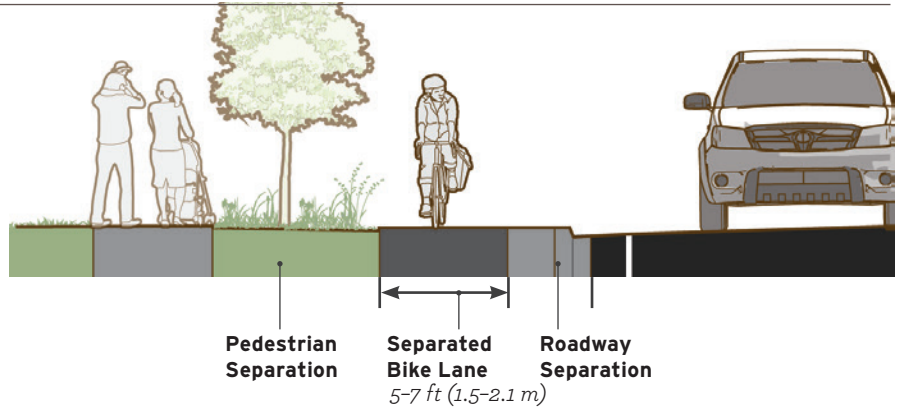 Pedestrian
Separation
Separated
Bike Lane
5–7 ft (1.5–2.1 m)
Roadway
Separation